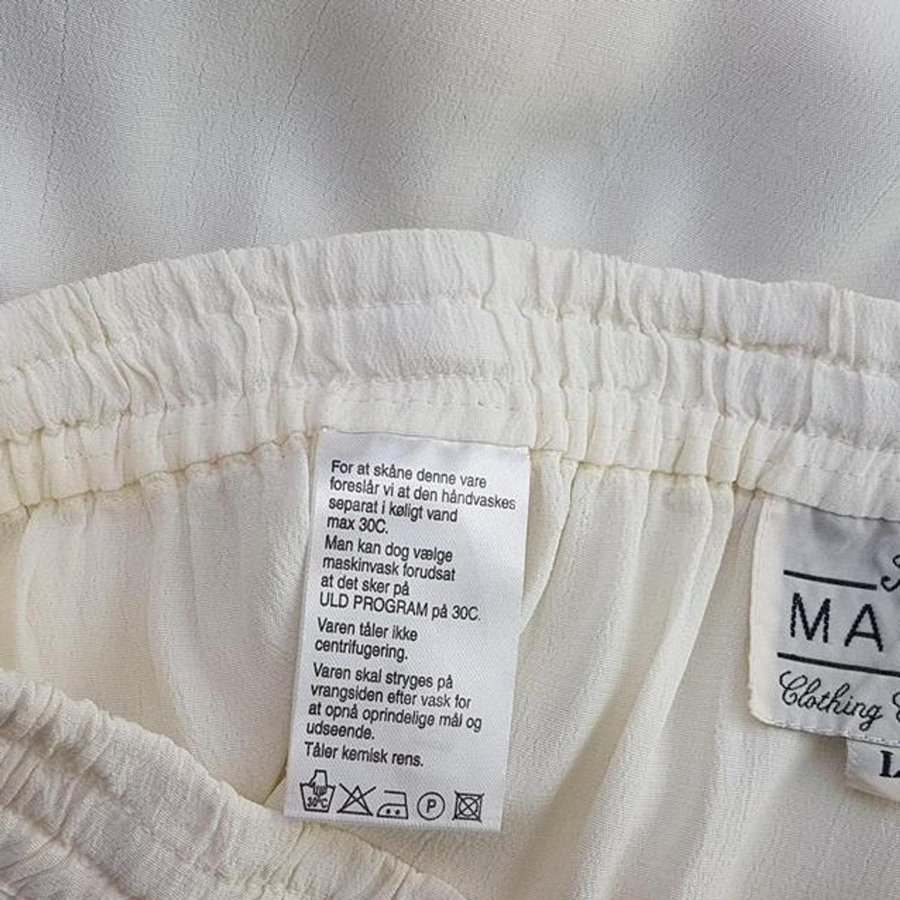 For at skåne denne vare
foreslår vi at den håndvaskes
separat i køligt vand
max 30C.
Man kan dog vælge
maskinvask forudsat
at det sker på
ULD PROGRAM på 30C.
Varen tåler ikke
centrifugering.
Varen skal stryges på
vrangsiden efter vask for
at opnå oprindelige mål og
udseende.
Tåler kemisk rens.
30°C
P
MA
Clothing